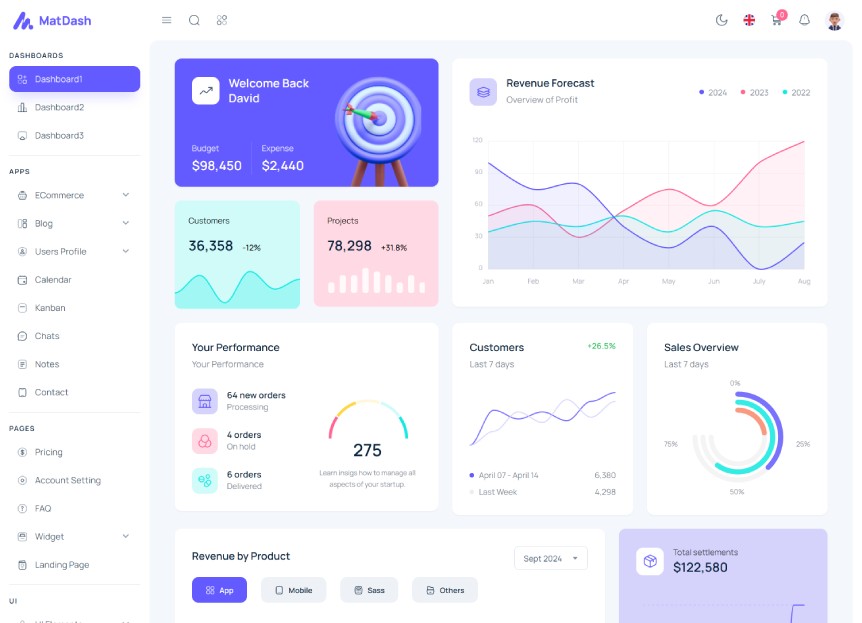 MatDash
0
DASHBOARDS
Dashboard1
Dashboard2
Dashboard3
APPS
ECommerce
Blog
Users Profile
Calendar
Kanban
Chats
Notes
Contact
PAGES
Pricing
Account Setting
FAQ
Widget
Landing Page
UI
Welcome Back
David
Budget
$98,450
Expense
$2,440
Customers
36,358 -12%
Projects
78,298 +31.8%
Revenue Forecast
Overview of Profit
2024 2023 2022
120
90
60
30
0
Jan Feb Mar Apr May Jun July Aug
Your Performance
Your Performance
64 new orders
Processing
4 orders
On hold
6 orders
Delivered
275
Learn insigs how to manage all
aspects of your startup.
Customers +26.5%
Last 7 days
April 07 - April 14 6,380
Last Week 4,298
Sales Overview
Last 7 days
0%
25%
50%
75%
Revenue by Product
Sept 2024
App Mobile Sass Others
Total settlements
$122,580